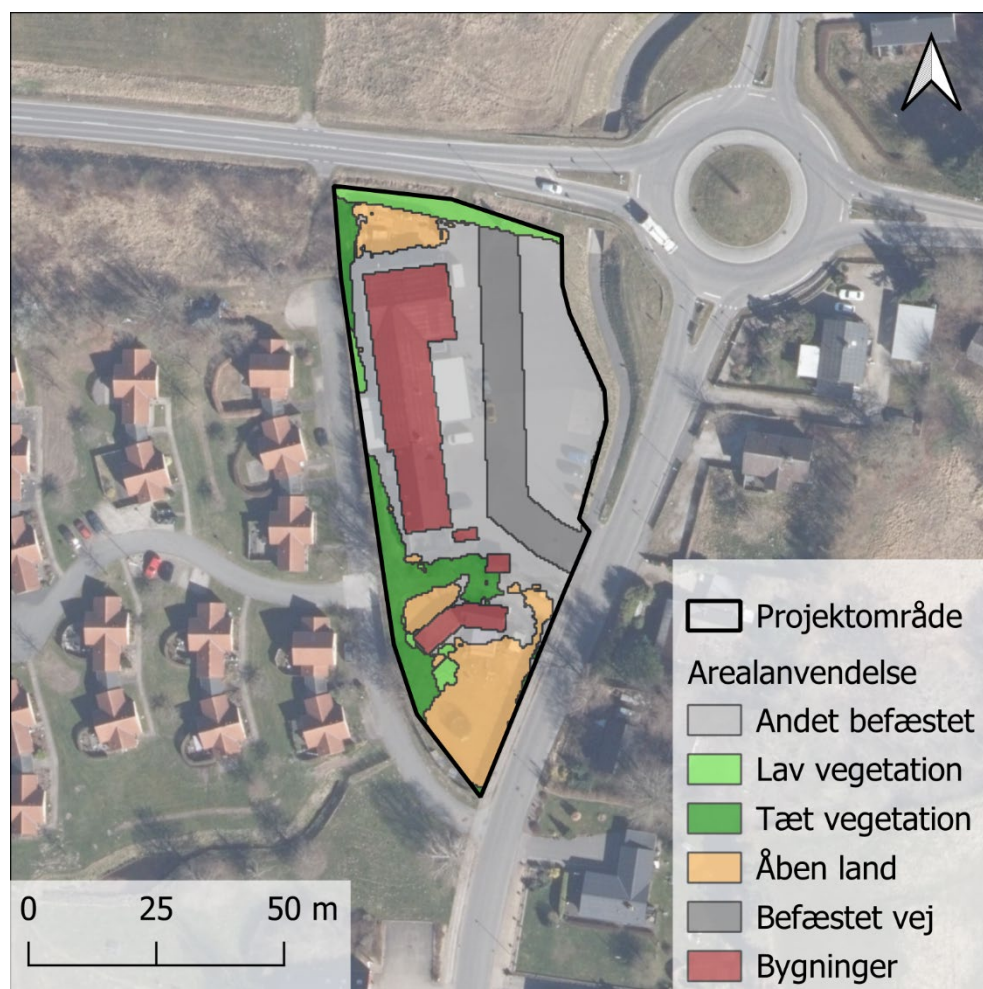 Projektområde
Arealanvendelse
Andet befæstet
Lav vegetation
Tæt vegetation
Åben land
Befæstet vej
Bygninger
0 25 50 m